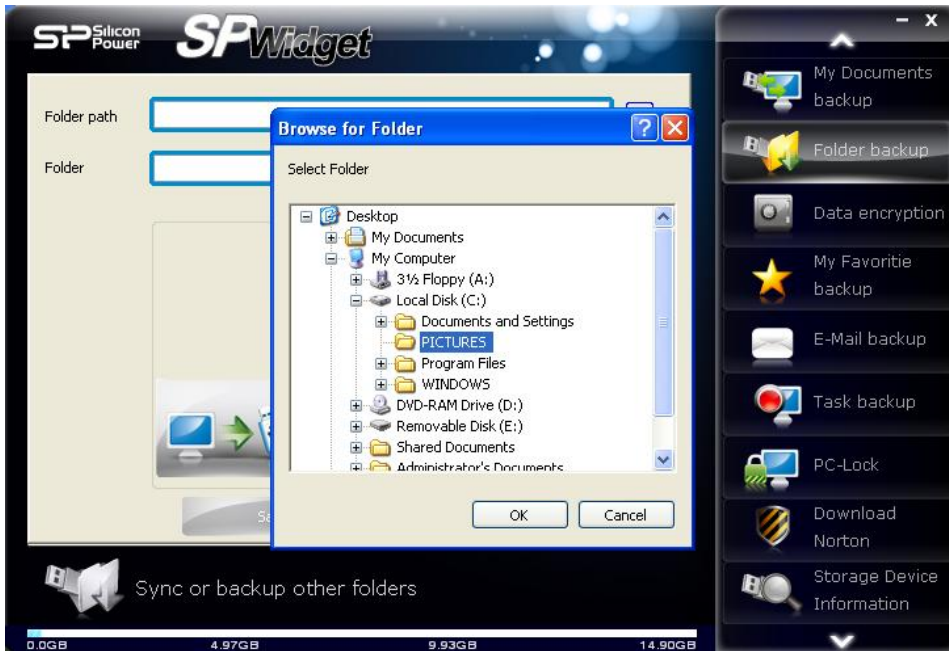 SP Silicon Power
SPWidget
Folder path
Folder
Browse for Folder
Select Folder
Desktop
My Documents
My Computer
3½ Floppy (A:)
Local Disk (C:)
Documents and Settings
PICTURES
Program Files
WINDOWS
DVD-RAM Drive (D:)
Removable Disk (E:)
Shared Documents
Administrator's Documents
OK Cancel
Sync or backup other folders
0.0GB 4.97GB 9.93GB 14.90GB
My Documents
backup
Folder backup
Data encryption
My Favoritie
backup
E-Mail backup
Task backup
PC-Lock
Download
Norton
Storage Device
Information